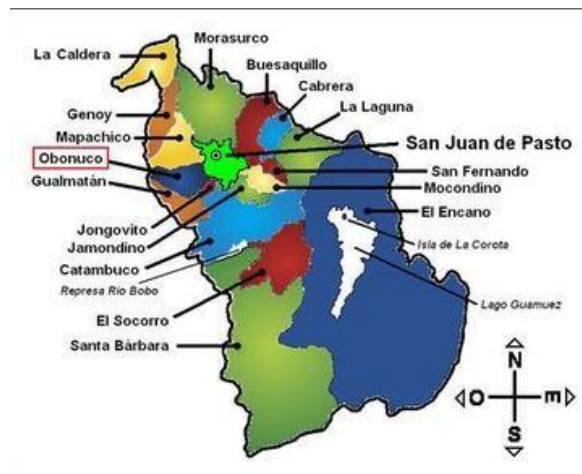 Morasurco
La Caldera
Buesaquillo
Cabrera
La Laguna
Genoy
San Juan de Pasto
Mapachico
Obonuco
San Fernando
Gualmatán
Mocondino
El Encano
Jongovito
Isla de La Corota
Jamondino
Catambuco
Represa Rio Bobo
Lago Guamuez
El Socorro
Santa Bàrbara
N
O
E
S